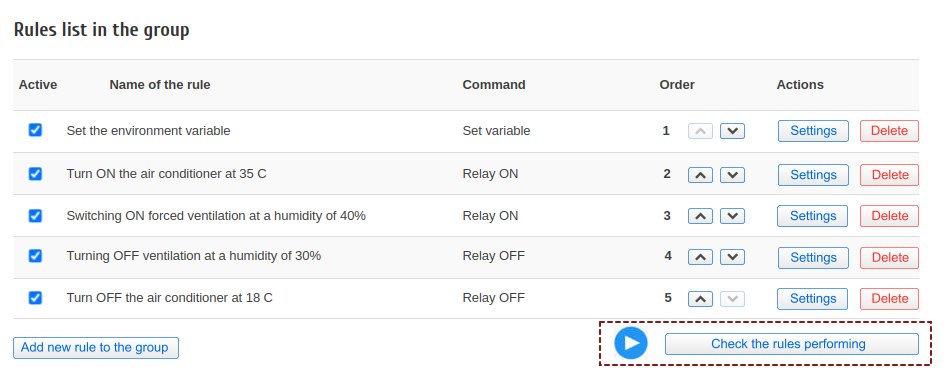 Rules list in the group
Active Name of the rule Command Order Actions
Set the environment variable Set variable 1 Settings Delete
Turn ON the air conditioner at 35 C Relay ON 2 Settings Delete
Switching ON forced ventilation at a humidity of 40% Relay ON 3 Settings Delete
Turning OFF ventilation at a humidity of 30% Relay OFF 4 Settings Delete
Turn OFF the air conditioner at 18 C Relay OFF 5 Settings Delete
Add new rule to the group Check the rules performing